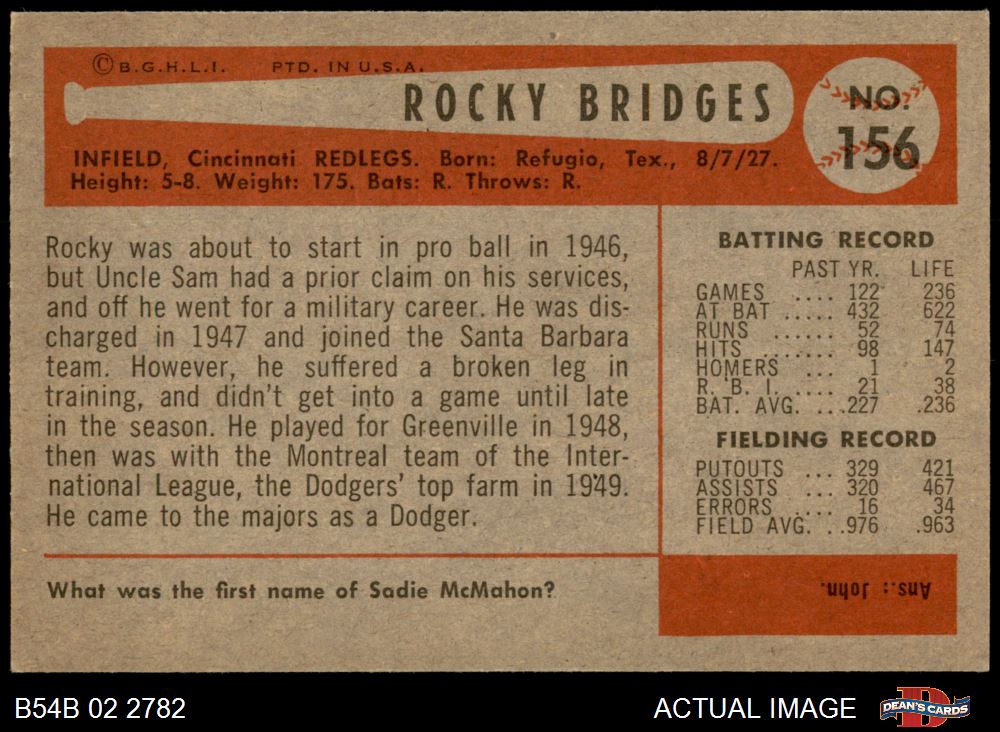 © B.G.H.L.I. PTD. IN U.S.A.
ROCKY BRIDGES
NO.
156
INFIELD, Cincinnati REDLEGS. Born: Refugio, Tex., 8/7/27.
Height: 5-8. Weight: 175. Bats: R. Throws: R.
Rocky was about to start in pro ball in 1946,
but Uncle Sam had a prior claim on his services,
and off he went for a military career. He was dis-
charged in 1947 and joined the Santa Barbara
team. However, he suffered a broken leg in
training, and didn't get into a game until late
in the season. He played for Greenville in 1948,
then was with the Montreal team of the Inter-
national League, the Dodgers' top farm in 1949.
He came to the majors as a Dodger.
BATTING RECORD
PAST YR. LIFE
GAMES .... 122 236
AT BAT ..... 432 622
RUNS ..... 52 74
HITS ....... 98 147
HOMERS ... 1 2
R. B. I. .... 21 38
BAT. AVG. ...227 .236
FIELDING RECORD
PUTOUTS ... 329 421
ASSISTS ... 320 467
ERRORS .... 16 34
FIELD AVG. ..976 .963
What was the first name of Sadie McMahon?
Ans.: John.
B54B 02 2782
ACTUAL IMAGE
D
DEAN'S CARDS